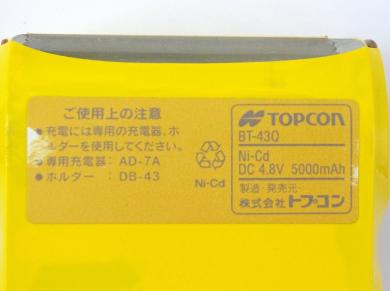 ご使用上の注意
●充電には専用の充電器、ホ
ルダーを使用してください。
●専用充電器：AD-7A
●ホルダー：DB-43
Ni-Cd
TOPCON
BT-43Q
Ni-Cd
DC 4.8V 5000mAh
製造・発売元
株式会社トプコン